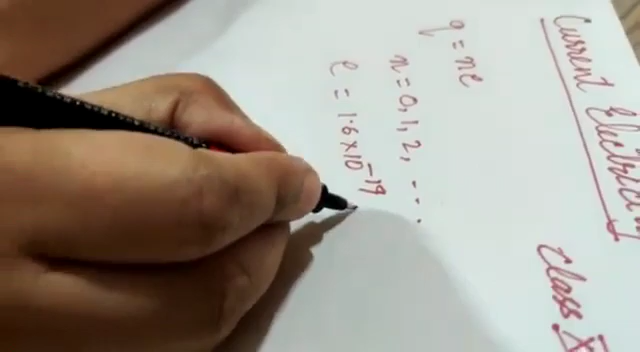 Current Electricity
Class X
q = ne
n = 0, 1, 2, ....
e = 1.6×10⁻¹⁹